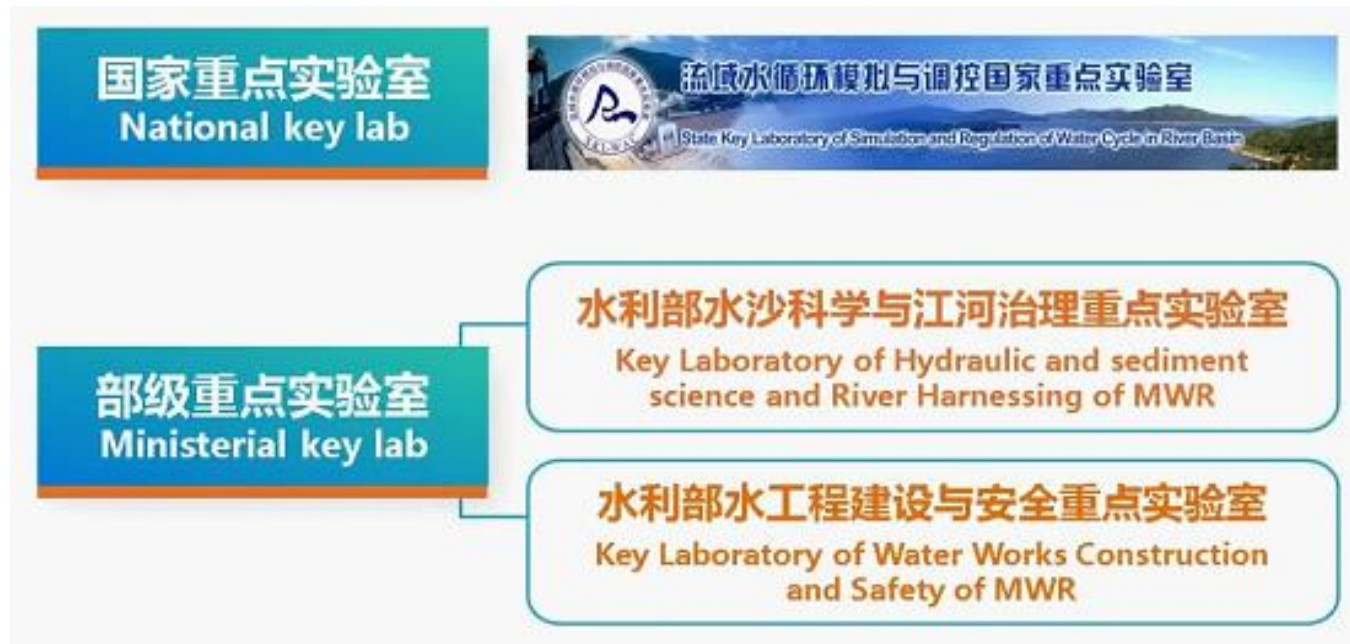 国家重点实验室
National key lab
流域水循环模拟与调控国家重点实验室
State Key Laboratory of Simulation and Regulation of Water Cycle in River Basin
部级重点实验室
Ministerial key lab
水利部水沙科学与江河治理重点实验室
Key Laboratory of Hydraulic and sediment
science and River Harnessing of MWR
水利部水工程建设与安全重点实验室
Key Laboratory of Water Works Construction
and Safety of MWR